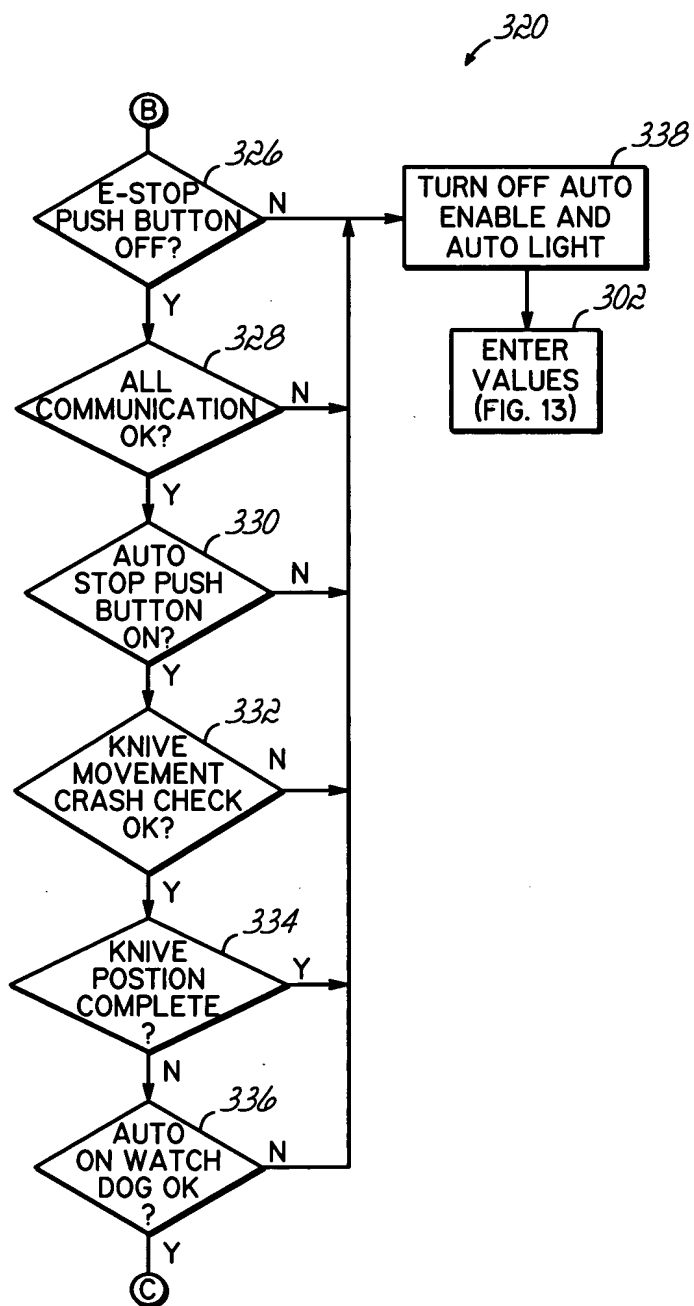 320
B
326
E-STOP
PUSH BUTTON
OFF?
N
Y
338
TURN OFF AUTO
ENABLE AND
AUTO LIGHT
302
ENTER
VALUES
(FIG. 13)
328
ALL
COMMUNICATION
OK?
N
Y
330
AUTO
STOP PUSH
BUTTON
ON?
N
Y
332
KNIVE
MOVEMENT
CRASH CHECK
OK?
N
Y
334
KNIVE
POSTION
COMPLETE
?
Y
N
336
AUTO
ON WATCH
DOG OK
?
N
Y
C